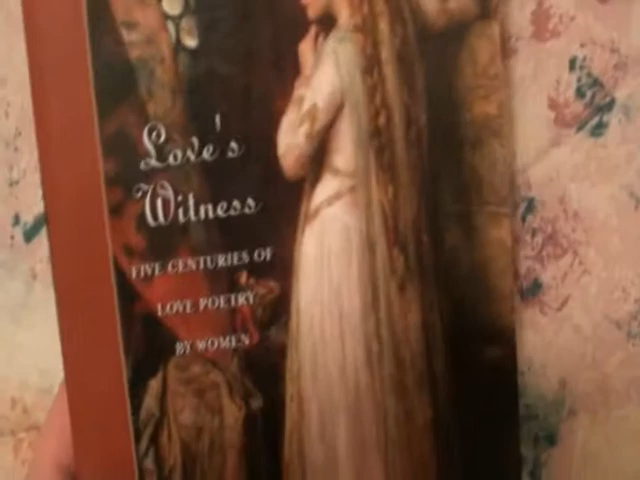 Love's
Witness
FIVE CENTURIES OF
LOVE POETRY
BY WOMEN